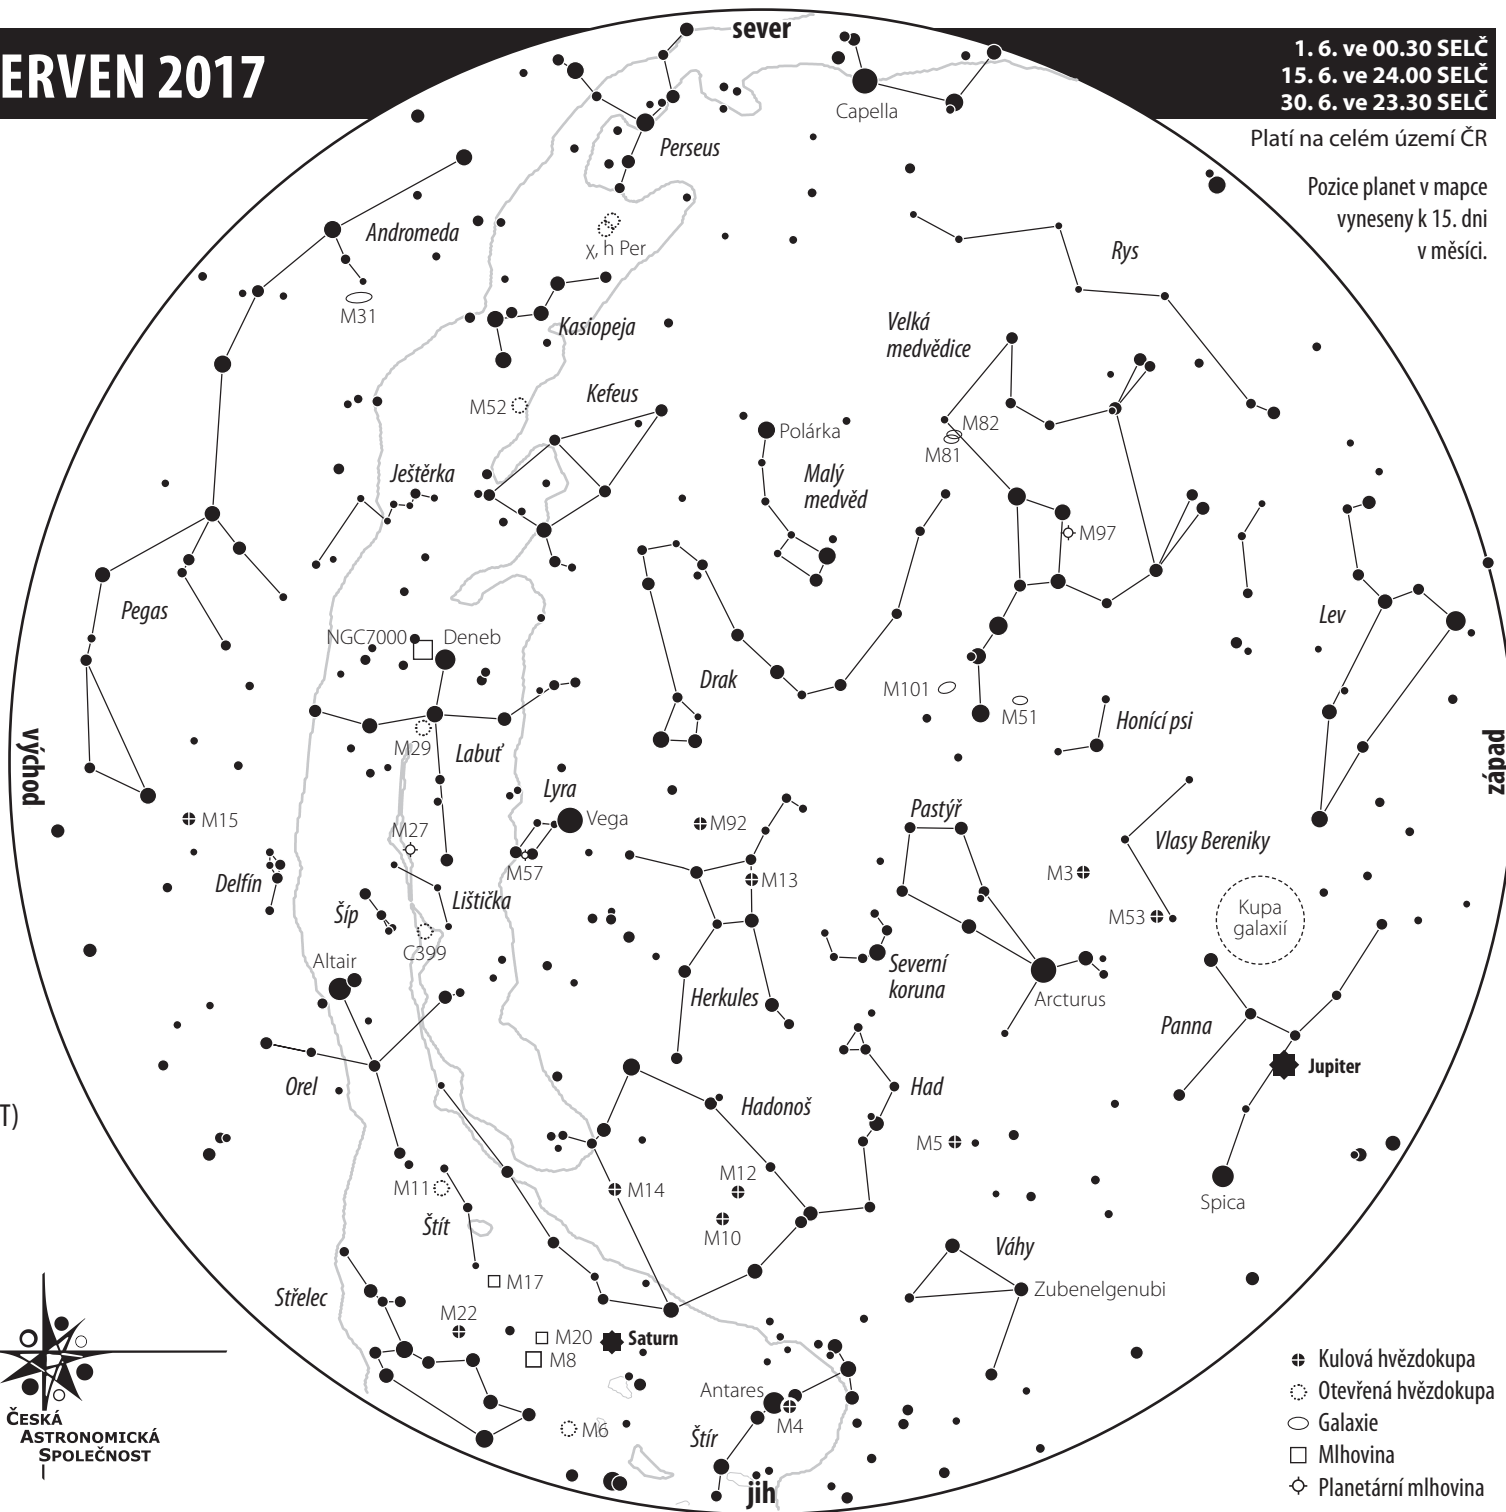 sever
ERVEN 2017
1. 6. ve 00.30 SELČ
15. 6. ve 24.00 SELČ
30. 6. ve 23.30 SELČ
Platí na celém území ČR
Pozice planet v mapce
vyneseny k 15. dni
v měsíci.
Capella
Perseus
Andromeda
χ, h Per
Rys
M31
Kasiopeja
Velká
medvědice
Kefeus
M52
M82
M81
Polárka
Malý
medvěd
Ještěrka
M97
Pegas
Lev
NGC7000
Deneb
Drak
M101
M51
Honící psi
M29
Labuť
východ
západ
Lyra
Vega
M15
M27
M57
M92
Pastýř
Vlasy Bereniky
M13
M3
Delfín
Šíp
Lištička
C399
M53
Kupa
galaxií
Altair
Severní
koruna
Herkules
Arcturus
Panna
Jupiter
Orel
Hadonoš
Had
T)
M5
M11
M14
M12
M10
Štít
Spica
Váhy
M17
Zubenelgenubi
Střelec
M22
M20
M8
Saturn
Antares
M4
M6
Štír
jih
Kulová hvězdokupa
Otevřená hvězdokupa
Galaxie
Mlhovina
Planetární mlhovina
ČESKÁ
ASTRONOMICKÁ
SPOLEČNOST